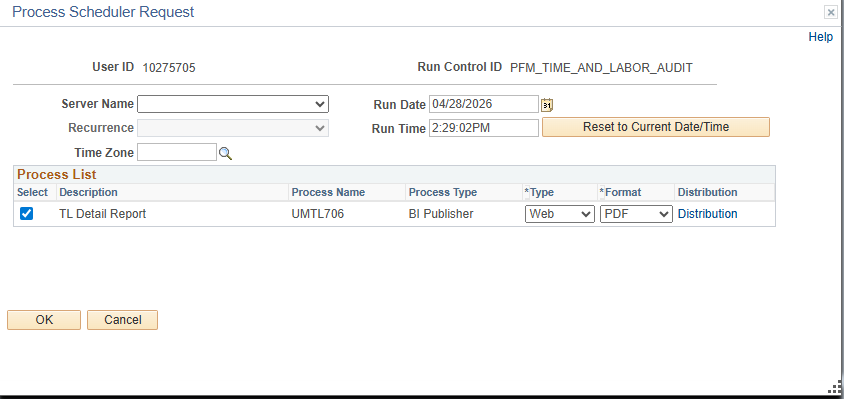 Process Scheduler Request
Help
User ID 10275705 Run Control ID PFM_TIME_AND_LABOR_AUDIT
Server Name Run Date 04/28/2026 31
Recurrence Run Time 2:29:02PM Reset to Current Date/Time
Time Zone
Process List
Select Description Process Name Process Type *Type *Format Distribution
TL Detail Report UMTL706 BI Publisher Web PDF Distribution
OK Cancel